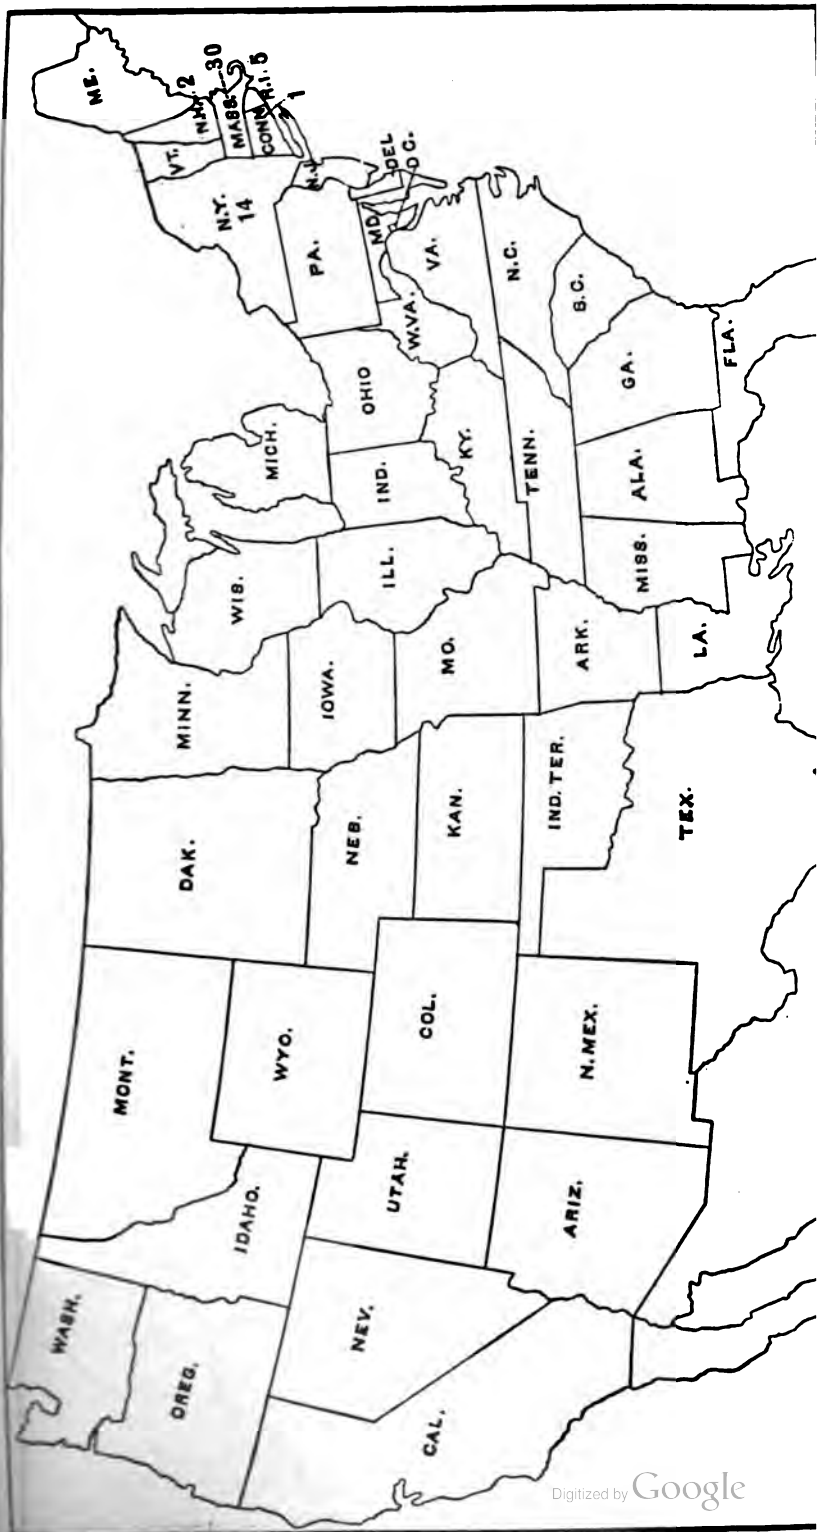 ME.
N.H. 2
VT.
MASS. 30
CONN.
R.I. 5
1
N.Y.
14
N.J.
PA.
DEL
D.C.
MD.
VA.
W.VA.
N.C.
S.C.
GA.
FLA.
OHIO
MICH.
IND.
KY.
TENN.
ALA.
MISS.
WIS.
ILL.
MINN.
IOWA.
MO.
ARK.
LA.
DAK.
NEB.
KAN.
IND. TER.
TEX.
MONT.
WYO.
COL.
N. MEX.
IDAHO.
UTAH.
ARIZ.
WASH.
OREG.
NEV.
CAL.
Digitized by Google